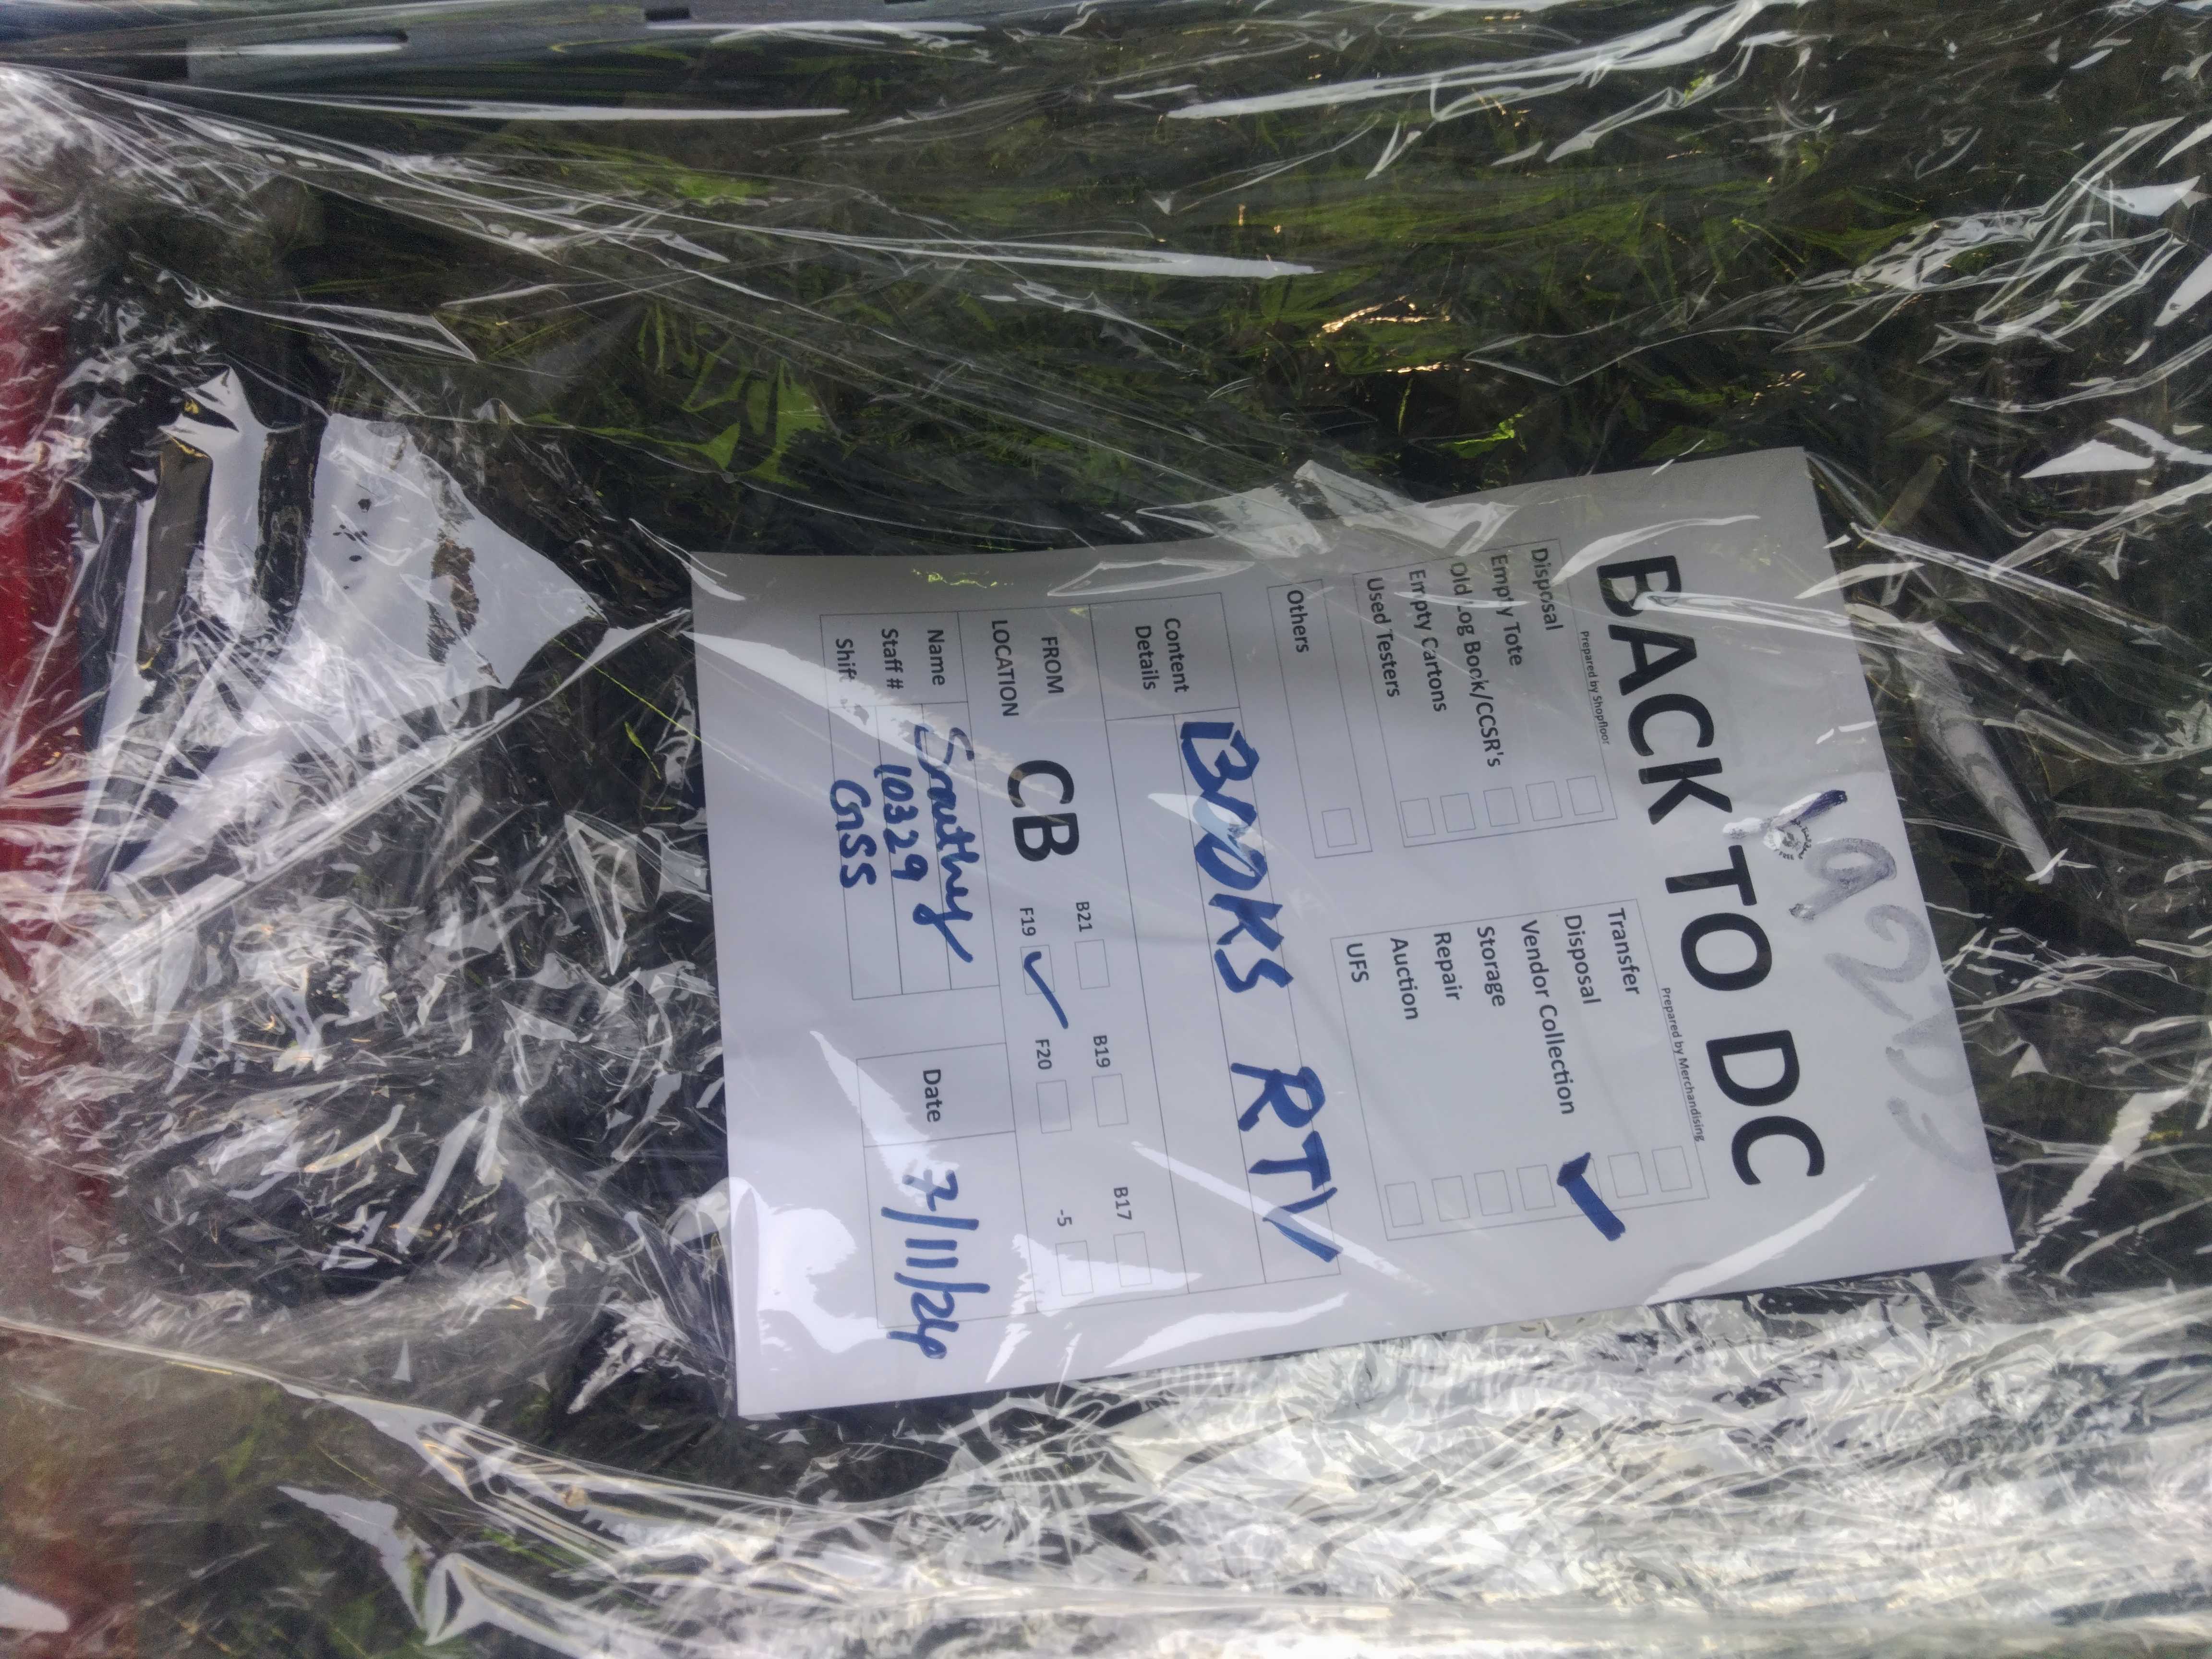 BACK TO DC
Prepared by Shopfloor
Disposal
Empty Tote
Old Log Book/CCSR's
Empty Cartons
Used Testers
Others
Prepared by Merchandising
Transfer
Disposal
Vendor Collection
Storage
Repair
Auction
UFS
Content Details
BOOKS RTV
FROM LOCATION
CB
B21 B19 B17
F19 F20 -5
Name
Staff # 10329
Shift GSS
Date 7/11/24